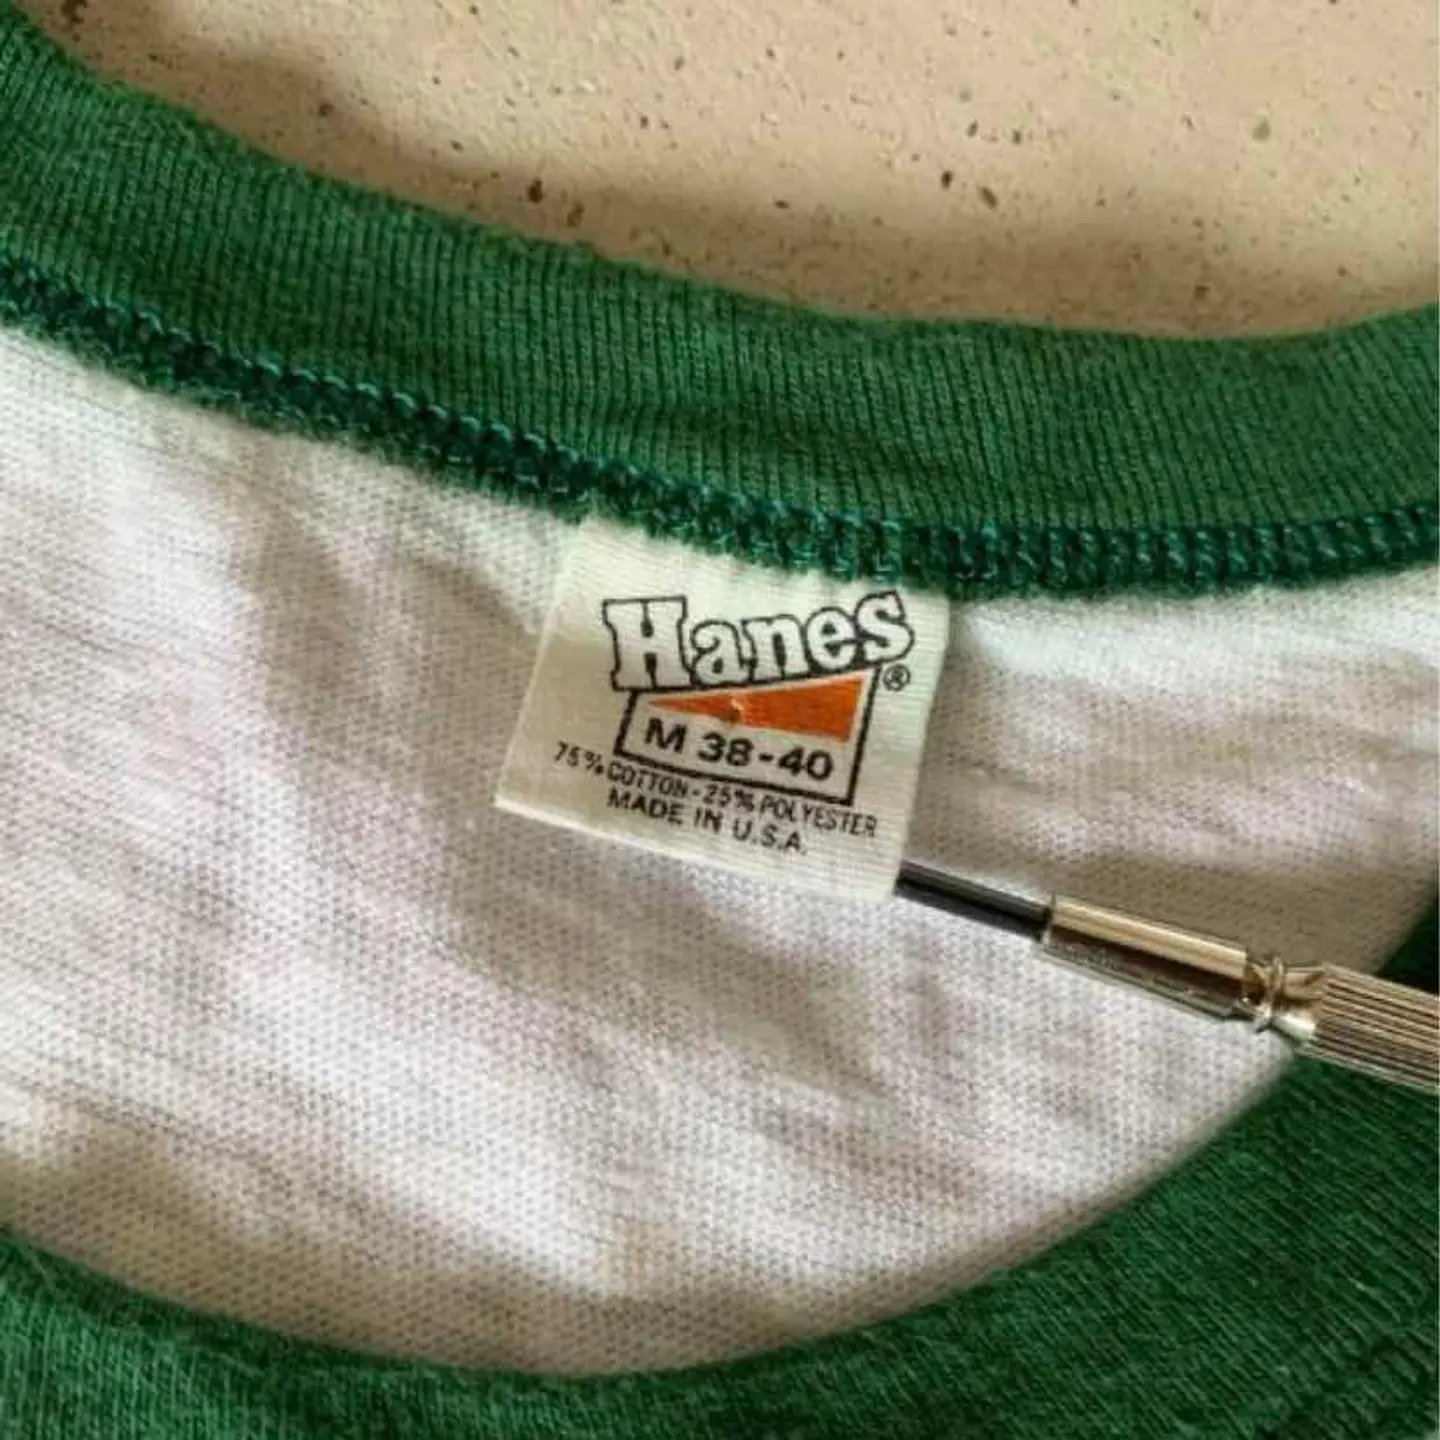 Hanes®
M 38-40
75% COTTON-25% POLYESTER
MADE IN U.S.A.